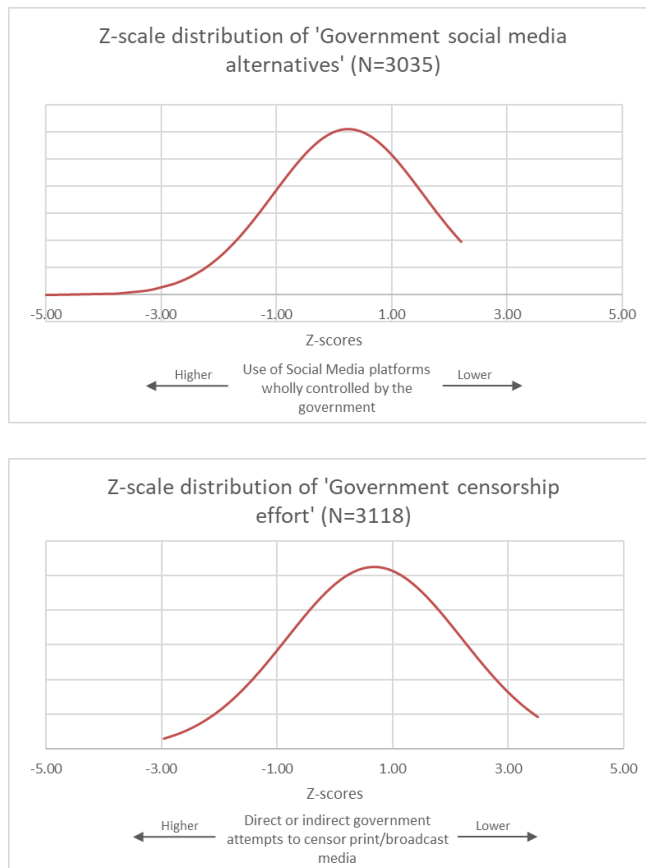 Z-scale distribution of 'Government social media
alternatives' (N=3035)
-5.00 -3.00 -1.00 1.00 3.00 5.00
Z-scores
Higher Use of Social Media platforms Lower
wholly controlled by the
government
Z-scale distribution of 'Government censorship
effort' (N=3118)
-5.00 -3.00 -1.00 1.00 3.00 5.00
Z-scores
Higher Direct or indirect government Lower
attempts to censor print/broadcast
media